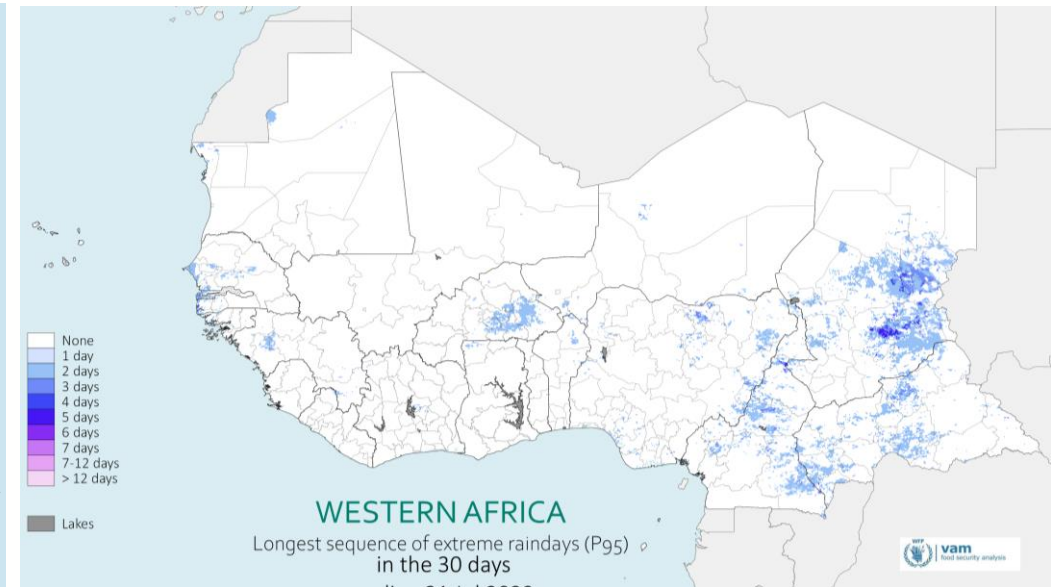 None
1 day
2 days
3 days
4 days
5 days
6 days
7 days
7-12 days
> 12 days
Lakes
WESTERN AFRICA
Longest sequence of extreme raindays (P95)
in the 30 days
WFP
vam
food security analysis